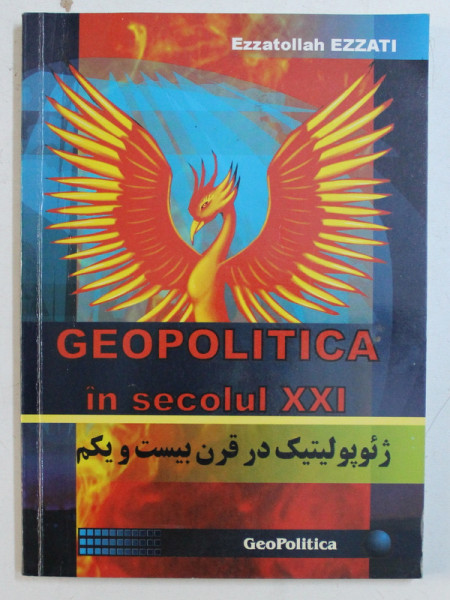 Ezzatollah EZZATI
GEOPOLITICA
în secolul XXI
ژئوپولیتیک در قرن بیست و یکم
GeoPolitica